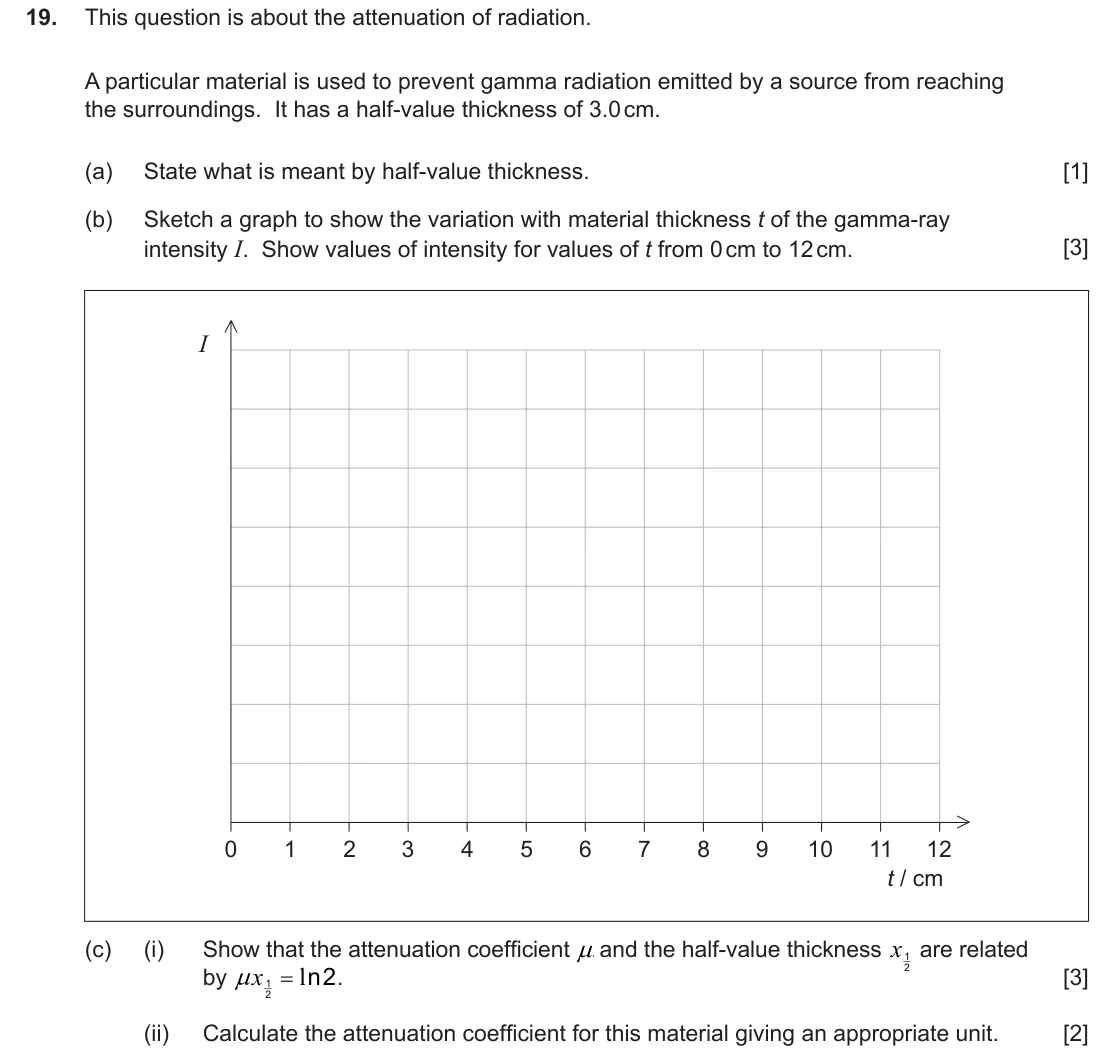 19. This question is about the attenuation of radiation.
A particular material is used to prevent gamma radiation emitted by a source from reaching
the surroundings. It has a half-value thickness of 3.0 cm.
(a) State what is meant by half-value thickness. [1]
(b) Sketch a graph to show the variation with material thickness t of the gamma-ray
intensity I. Show values of intensity for values of t from 0 cm to 12 cm. [3]
I
0 1 2 3 4 5 6 7 8 9 10 11 12
t / cm
(c) (i) Show that the attenuation coefficient μ and the half-value thickness x_{1/2} are related
by μx_{1/2} = ln2. [3]
(ii) Calculate the attenuation coefficient for this material giving an appropriate unit. [2]